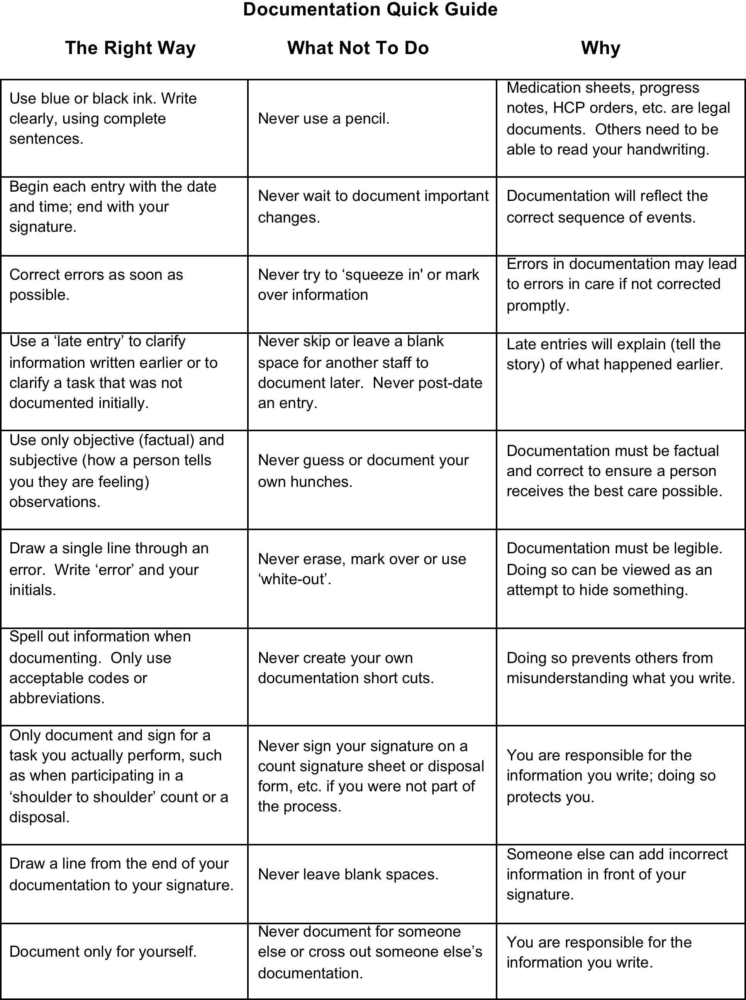 Documentation Quick Guide
The Right Way
What Not To Do
Why
Use blue or black ink. Write
clearly, using complete
sentences.
Never use a pencil.
Medication sheets, progress
notes, HCP orders, etc. are legal
documents.  Others need to be
able to read your handwriting.
Begin each entry with the date
and time; end with your
signature.
Never wait to document important
changes.
Documentation will reflect the
correct sequence of events.
Correct errors as soon as
possible.
Never try to ‘squeeze in' or mark
over information
Errors in documentation may lead
to errors in care if not corrected
promptly.
Use a ‘late entry’ to clarify
information written earlier or to
clarify a task that was not
documented initially.
Never skip or leave a blank
space for another staff to
document later.  Never post-date
an entry.
Late entries will explain (tell the
story) of what happened earlier.
Use only objective (factual) and
subjective (how a person tells
you they are feeling)
observations.
Never guess or document your
own hunches.
Documentation must be factual
and correct to ensure a person
receives the best care possible.
Draw a single line through an
error.  Write ‘error’ and your
initials.
Never erase, mark over or use
‘white-out’.
Documentation must be legible.
Doing so can be viewed as an
attempt to hide something.
Spell out information when
documenting.  Only use
acceptable codes or
abbreviations.
Never create your own
documentation short cuts.
Doing so prevents others from
misunderstanding what you write.
Only document and sign for a
task you actually perform, such
as when participating in a
‘shoulder to shoulder’ count or a
disposal.
Never sign your signature on a
count signature sheet or disposal
form, etc. if you were not part of
the process.
You are responsible for the
information you write; doing so
protects you.
Draw a line from the end of your
documentation to your signature.
Never leave blank spaces.
Someone else can add incorrect
information in front of your
signature.
Document only for yourself.
Never document for someone
else or cross out someone else’s
documentation.
You are responsible for the
information you write.